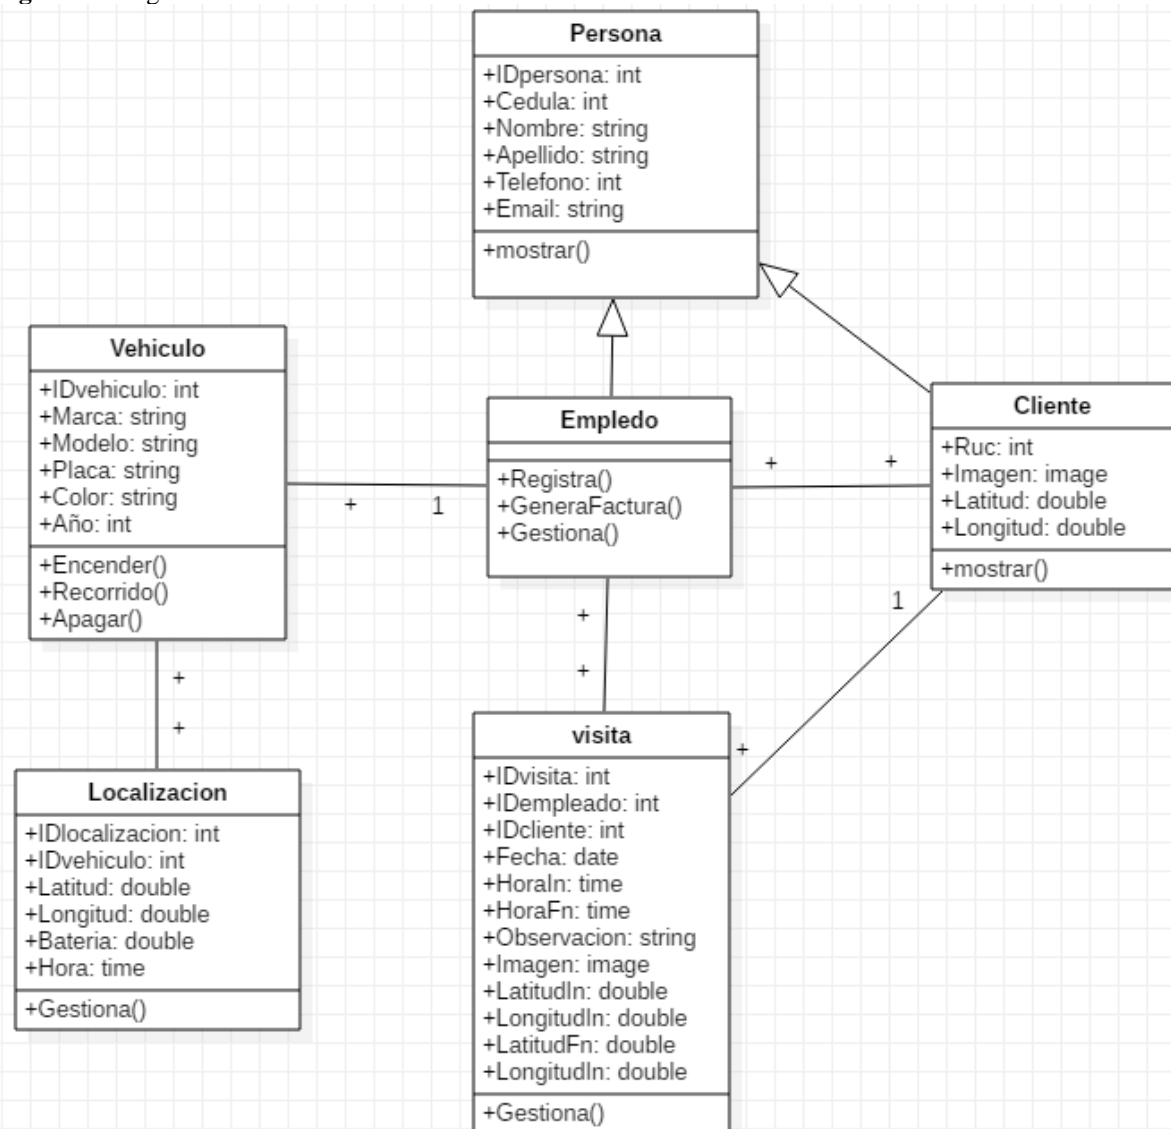 Persona
+IDpersona: int
+Cedula: int
+Nombre: string
+Apellido: string
+Telefono: int
+Email: string
+mostrar()
Vehiculo
+IDvehiculo: int
+Marca: string
+Modelo: string
+Placa: string
+Color: string
+Año: int
+Encender()
+Recorrido()
+Apagar()
+ 1
Empledo
+Registra()
+GeneraFactura()
+Gestiona()
+ +
Cliente
+Ruc: int
+Imagen: image
+Latitud: double
+Longitud: double
+mostrar()
+
+
+
+
1
+
Localizacion
+IDlocalizacion: int
+IDvehiculo: int
+Latitud: double
+Longitud: double
+Bateria: double
+Hora: time
+Gestiona()
visita
+IDvisita: int
+IDempleado: int
+IDcliente: int
+Fecha: date
+HoraIn: time
+HoraFn: time
+Observacion: string
+Imagen: image
+LatitudIn: double
+LongitudIn: double
+LatitudFn: double
+LongitudIn: double
+Gestiona()